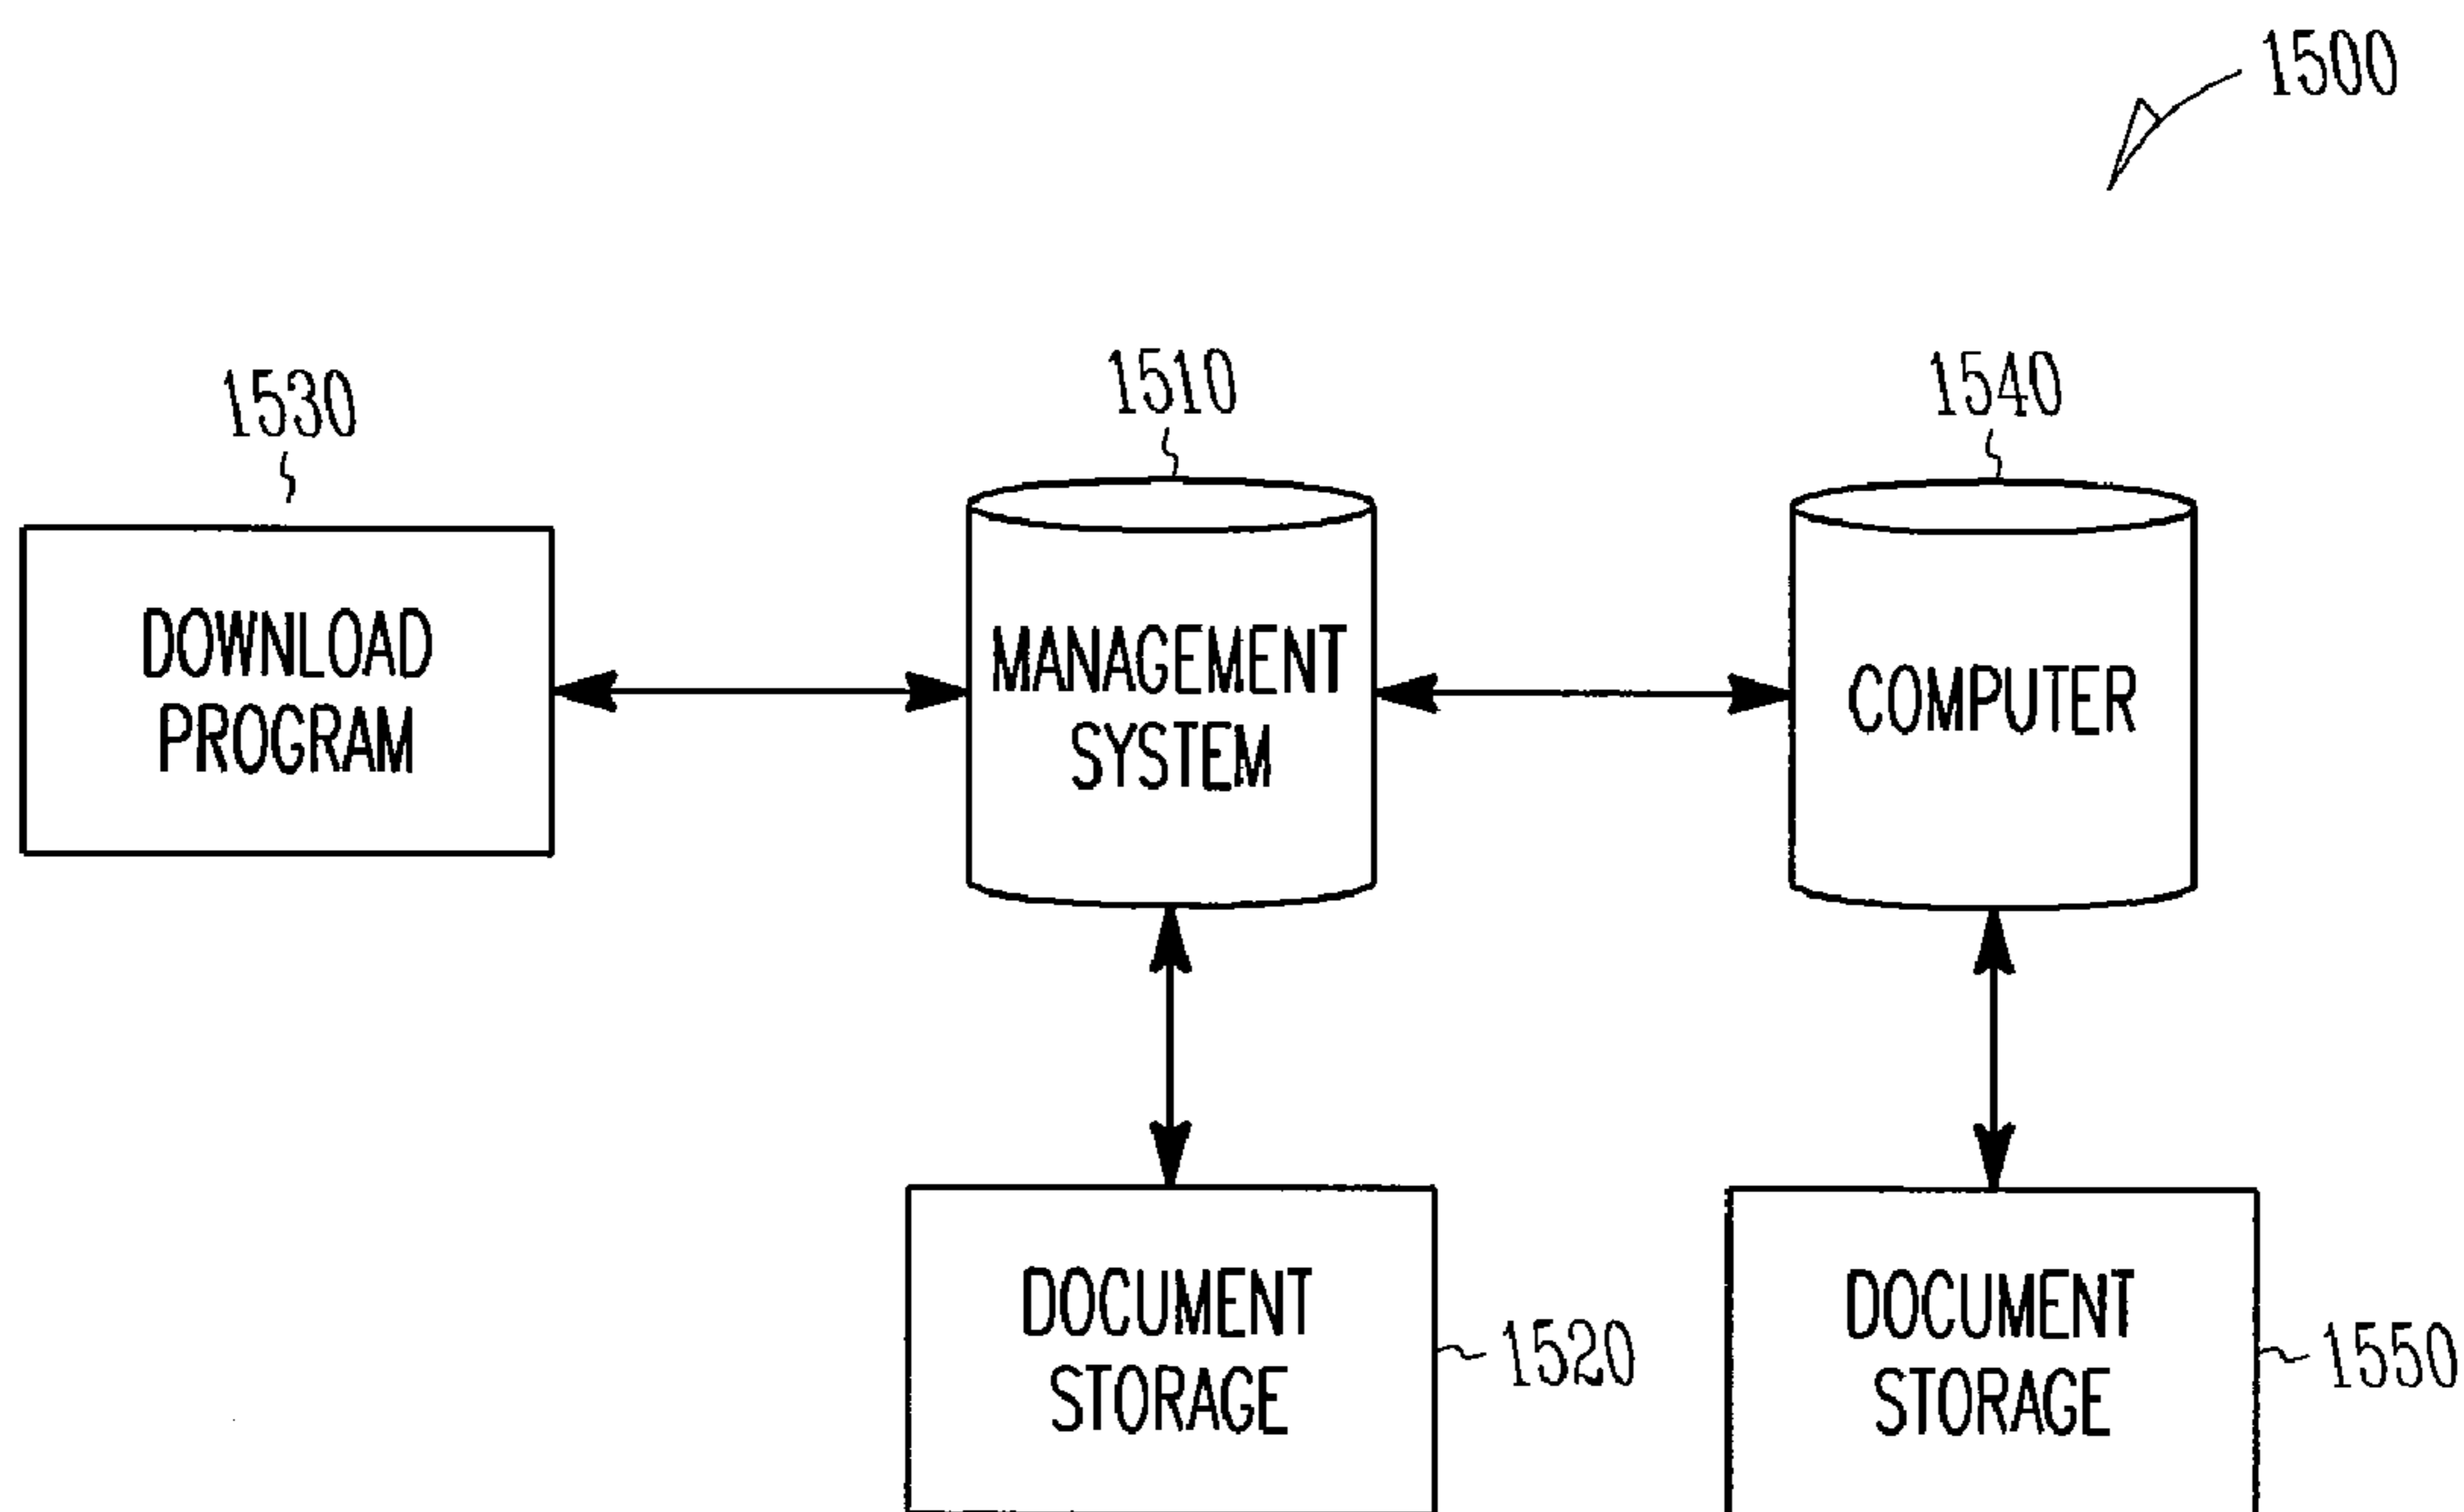 1500
1530
1510
1540
DOWNLOAD
PROGRAM
MANAGEMENT
SYSTEM
COMPUTER
DOCUMENT
STORAGE
1520
DOCUMENT
STORAGE
1550